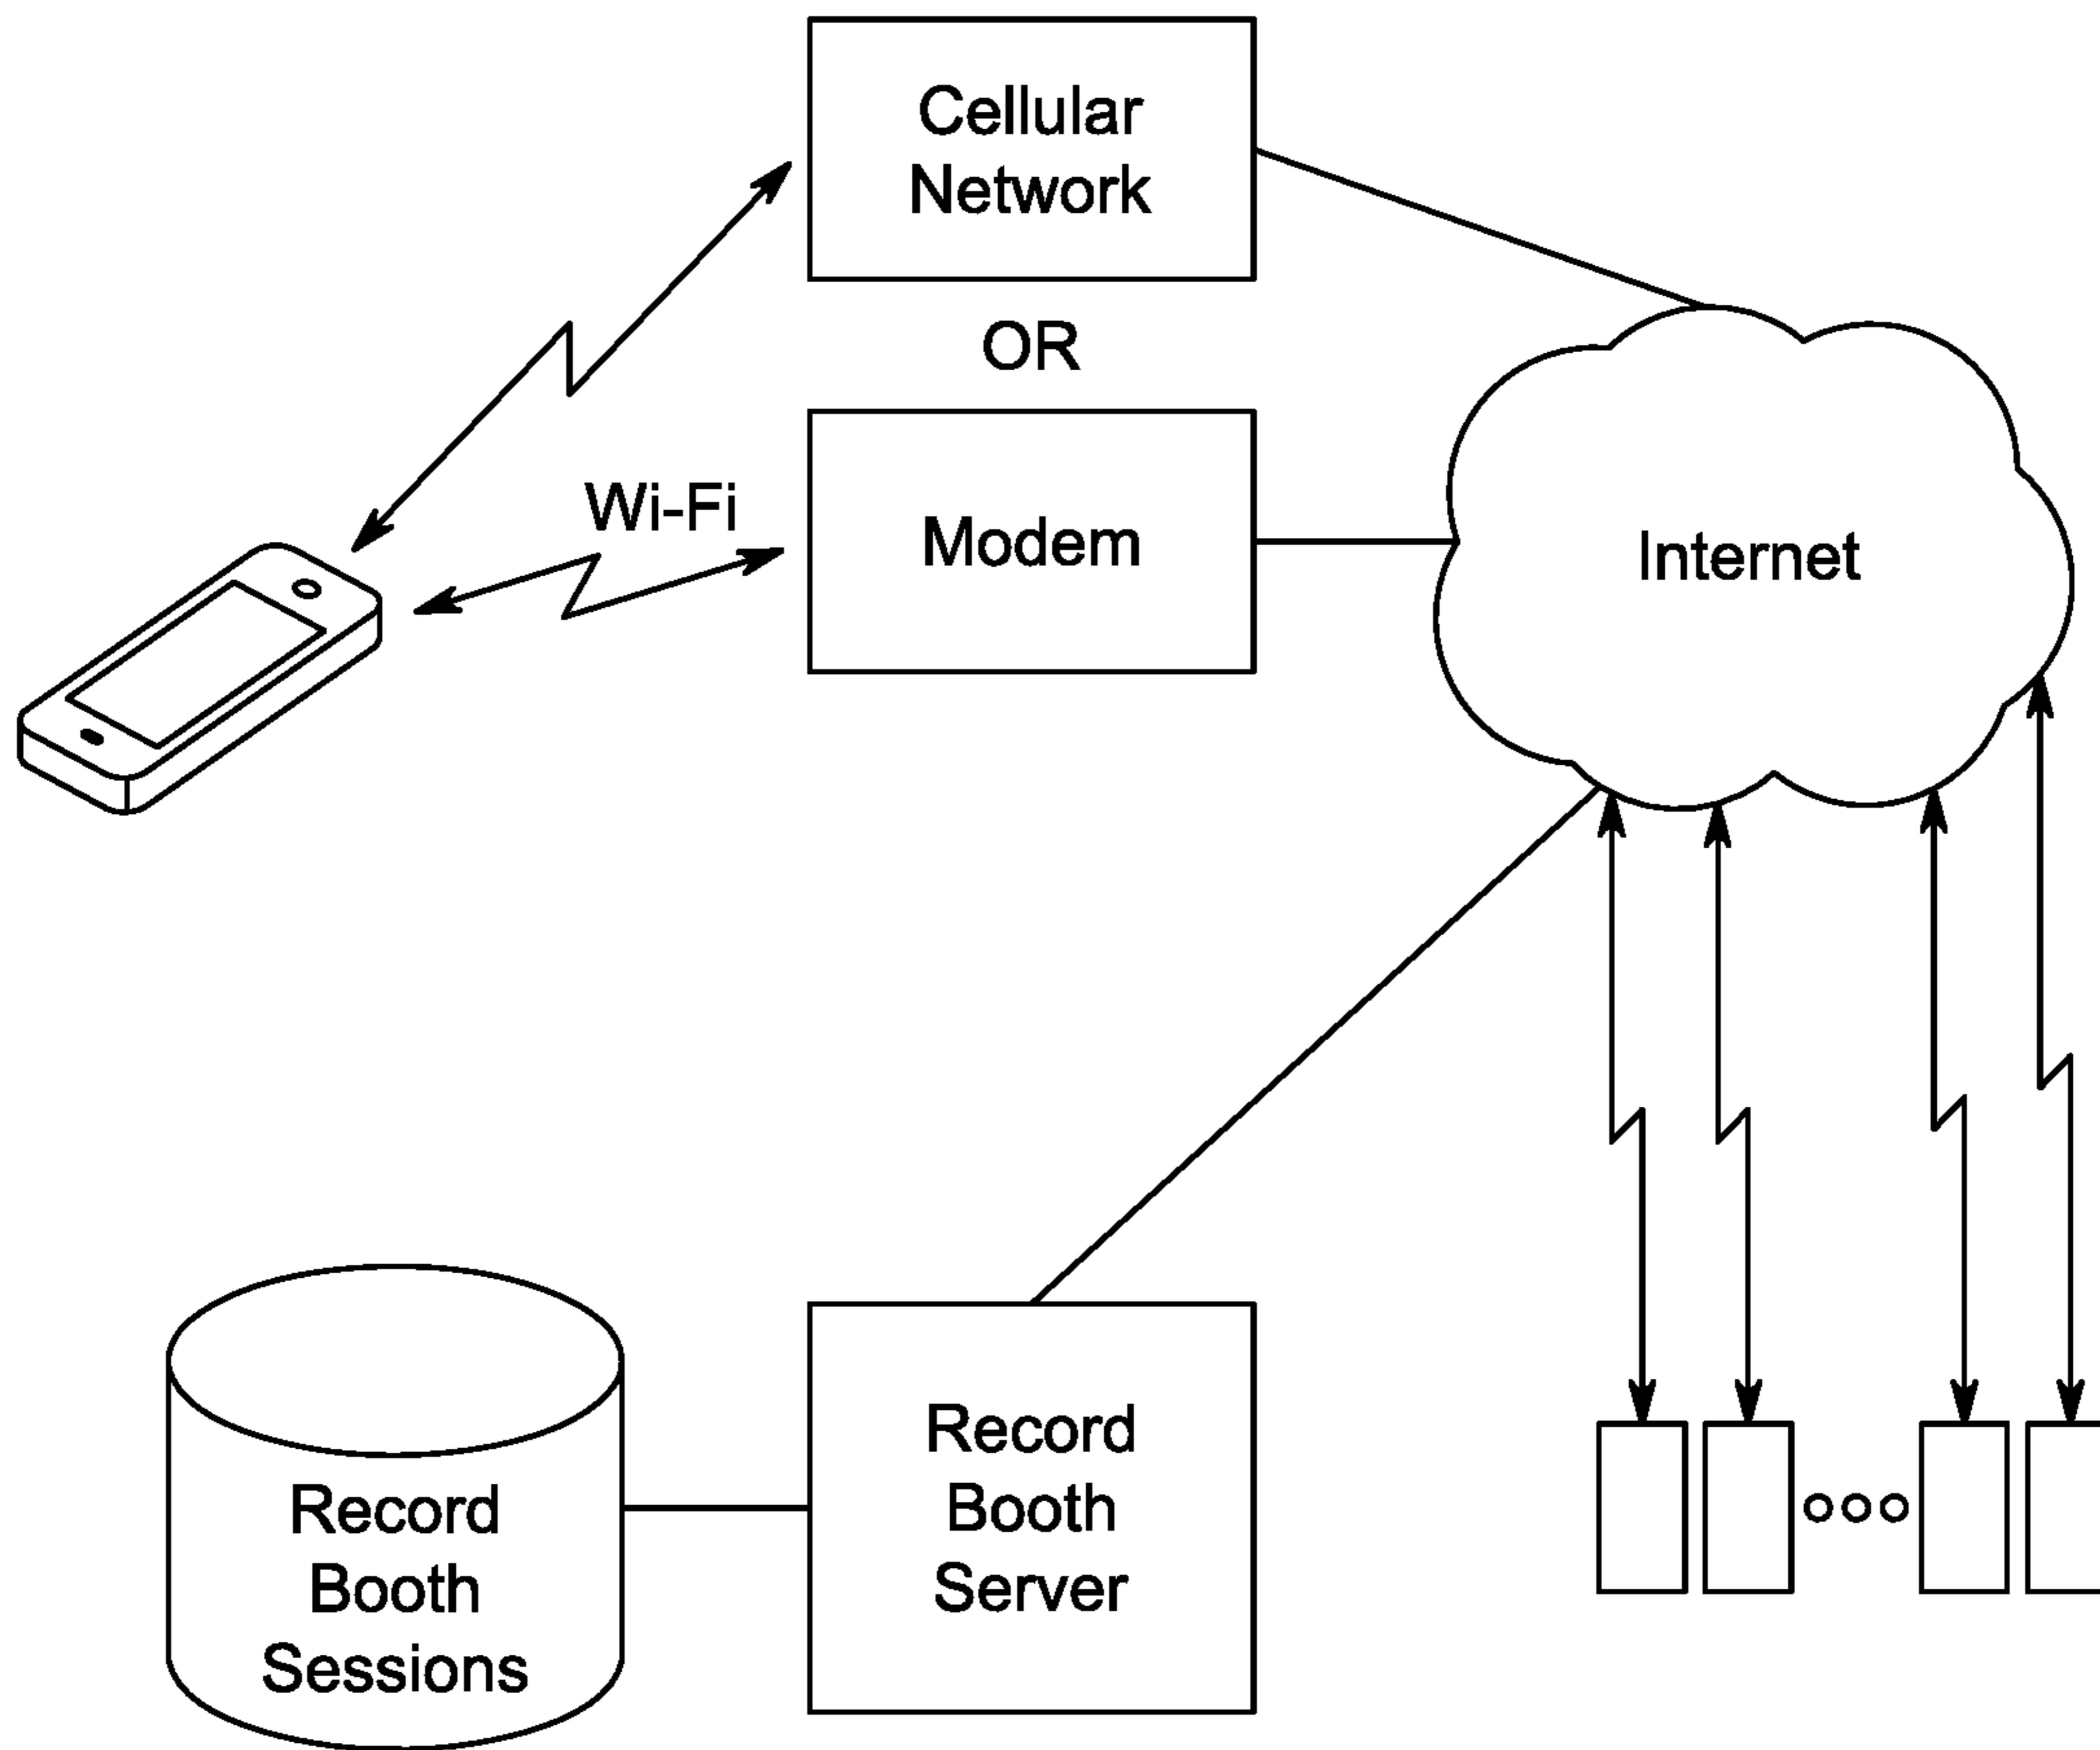 Cellular
Network
OR
Wi-Fi
Modem
Internet
Record
Booth
Sessions
Record
Booth
Server